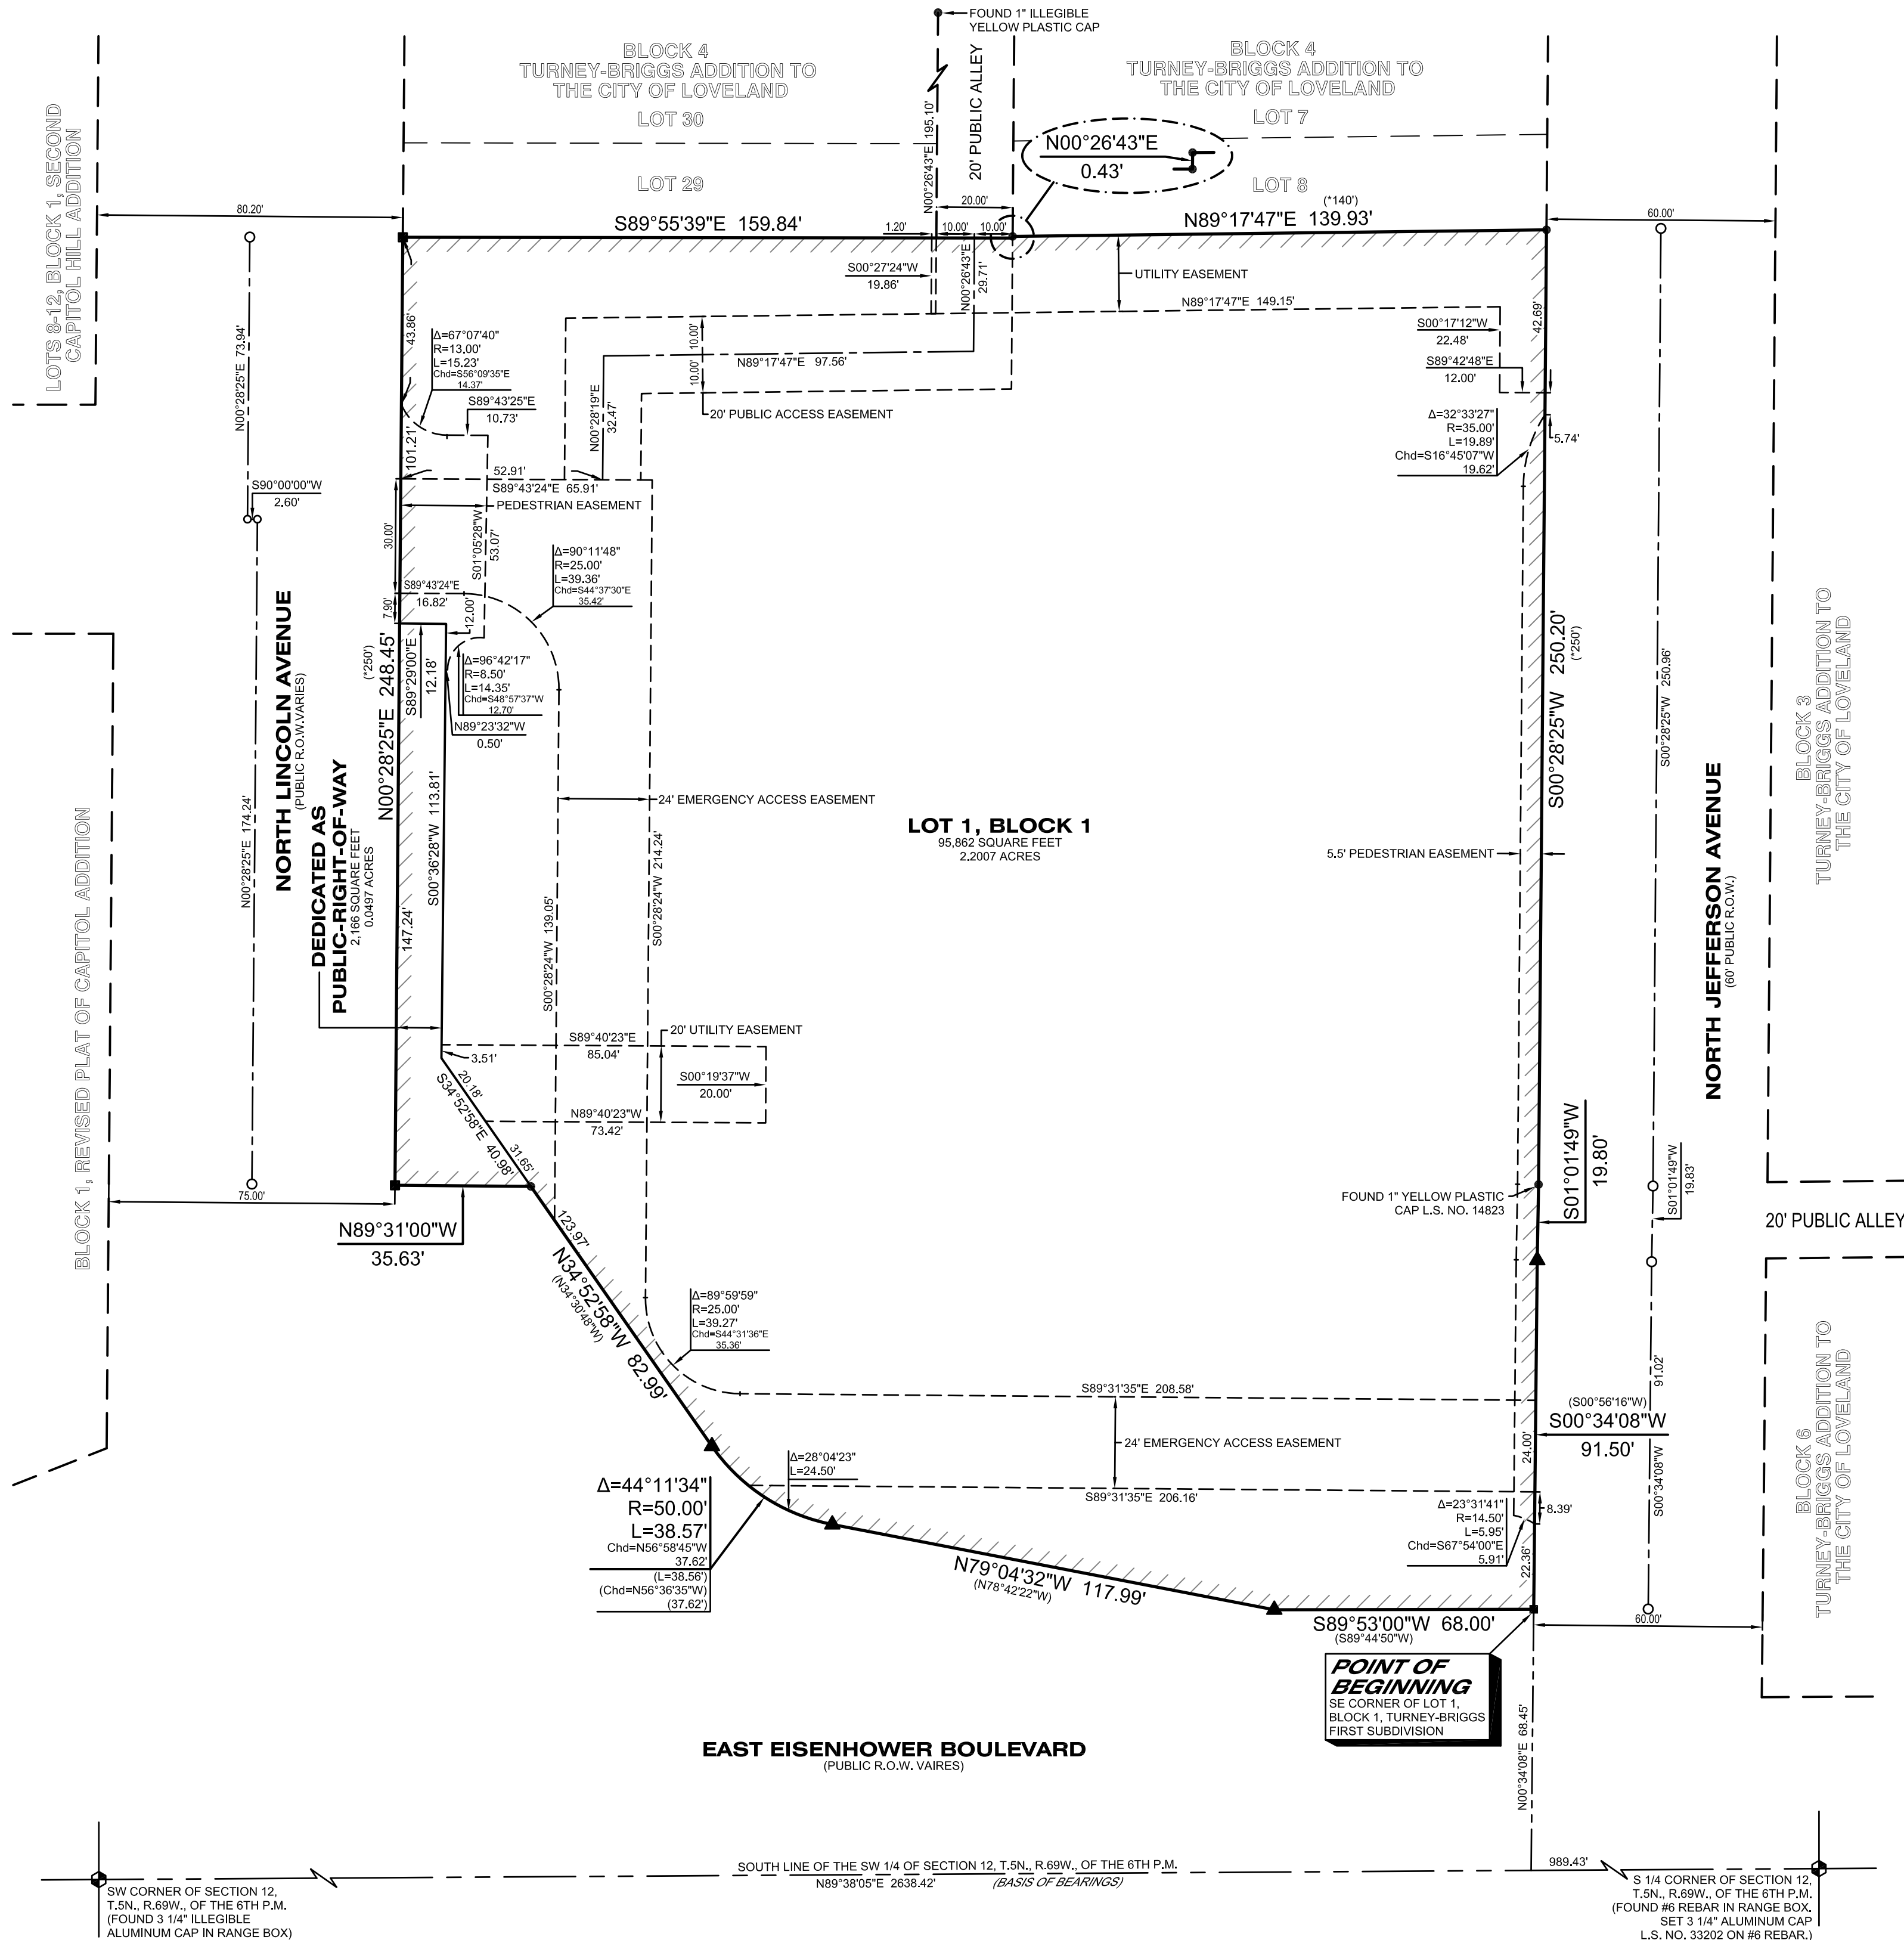 FOUND 1" ILLEGIBLE
YELLOW PLASTIC CAP
BLOCK 4
TURNEY-BRIGGS ADDITION TO
THE CITY OF LOVELAND
LOT 30
LOT 29
20' PUBLIC ALLEY
N00°26'43"E 195.10'
BLOCK 4
TURNEY-BRIGGS ADDITION TO
THE CITY OF LOVELAND
LOT 7
LOT 8
N00°26'43"E
0.43'
LOTS 8-12, BLOCK 1, SECOND
CAPITOL HILL ADDITION
80.20'
S89°55'39"E 159.84'
1.20'
20.00'
10.00'
10.00'
(*140')
N89°17'47"E 139.93'
60.00'
S00°27'24"W
19.86'
N00°26'43"E
29.71'
UTILITY EASEMENT
N89°17'47"E 149.15'
S00°17'12"W
22.48'
S89°42'48"E
12.00'
42.69'
43.86'
Δ=67°07'40"
R=13.00'
L=15.23'
Chd=S56°09'35"E
14.37'
S89°43'25"E
10.73'
10.00'
10.00'
N89°17'47"E 97.56'
20' PUBLIC ACCESS EASEMENT
N00°28'19"E
32.47'
Δ=32°33'27"
R=35.00'
L=19.89'
Chd=S16°45'07"W
19.62'
5.74'
N00°28'25"E 73.94'
S90°00'00"W
2.60'
101.21'
52.91'
S89°43'24"E 65.91'
PEDESTRIAN EASEMENT
30.00'
S01°05'28"W
53.07'
Δ=90°11'48"
R=25.00'
L=39.36'
Chd=S44°37'30"E
35.42'
S89°43'24"E
16.82'
7.90'
12.00'
S89°29'00"E
12.18'
Δ=96°42'17"
R=8.50'
L=14.35'
Chd=S48°57'37"W
12.70'
N89°23'32"W
0.50'
NORTH LINCOLN AVENUE
(PUBLIC R.O.W.VARIES)
(*250')
N00°28'25"E 248.45'
N00°28'25"E 174.24'
DEDICATED AS
PUBLIC-RIGHT-OF-WAY
2,166 SQUARE FEET
0.0497 ACRES
147.24'
S00°36'28"W 113.81'
24' EMERGENCY ACCESS EASEMENT
S00°28'24"W 139.05'
S00°28'24"W 214.24'
LOT 1, BLOCK 1
95,862 SQUARE FEET
2.2007 ACRES
5.5' PEDESTRIAN EASEMENT
S00°28'25"W 250.20'
(*250')
S00°28'25"W 250.96'
NORTH JEFFERSON AVENUE
(60' PUBLIC R.O.W.)
BLOCK 3
TURNEY-BRIGGS ADDITION TO
THE CITY OF LOVELAND
BLOCK 1, REVISED PLAT OF CAPITOL ADDITION
3.51'
S89°40'23"E
85.04'
20' UTILITY EASEMENT
S00°19'37"W
20.00'
N89°40'23"W
73.42'
20.18'
S34°52'58"E 40.98'
31.65'
75.00'
N89°31'00"W
35.63'
FOUND 1" YELLOW PLASTIC
CAP L.S. NO. 14823
S01°01'49"W
19.80'
S01°01'49"W
19.83'
20' PUBLIC ALLEY
123.97'
N34°52'58"W 82.99'
(N34°30'48"W)
Δ=89°59'59"
R=25.00'
L=39.27'
Chd=S44°31'36"E
35.36'
S89°31'35"E 208.58'
24' EMERGENCY ACCESS EASEMENT
S89°31'35"E 206.16'
24.00'
(S00°56'16"W)
S00°34'08"W
91.50'
91.02'
S00°34'08"W
BLOCK 6
TURNEY-BRIGGS ADDITION TO
THE CITY OF LOVELAND
Δ=28°04'23"
L=24.50'
Δ=44°11'34"
R=50.00'
L=38.57'
Chd=N56°58'45"W
37.62'
(L=38.56')
(Chd=N56°36'35"W)
(37.62')
Δ=23°31'41"
R=14.50'
L=5.95'
Chd=S67°54'00"E
5.91'
8.39'
22.36'
N79°04'32"W 117.99'
(N78°42'22"W)
S89°53'00"W 68.00'
(S89°44'50"W)
60.00'
POINT OF
BEGINNING
SE CORNER OF LOT 1,
BLOCK 1, TURNEY-BRIGGS
FIRST SUBDIVISION
N00°34'08"E 68.45'
EAST EISENHOWER BOULEVARD
(PUBLIC R.O.W. VAIRES)
SOUTH LINE OF THE SW 1/4 OF SECTION 12, T.5N., R.69W., OF THE 6TH P.M.
N89°38'05"E 2638.42' (BASIS OF BEARINGS)
989.43'
SW CORNER OF SECTION 12,
T.5N., R.69W., OF THE 6TH P.M.
(FOUND 3 1/4" ILLEGIBLE
ALUMINUM CAP IN RANGE BOX)
S 1/4 CORNER OF SECTION 12,
T.5N., R.69W., OF THE 6TH P.M.
(FOUND #6 REBAR IN RANGE BOX.
SET 3 1/4" ALUMINUM CAP
L.S. NO. 33202 ON #6 REBAR.)